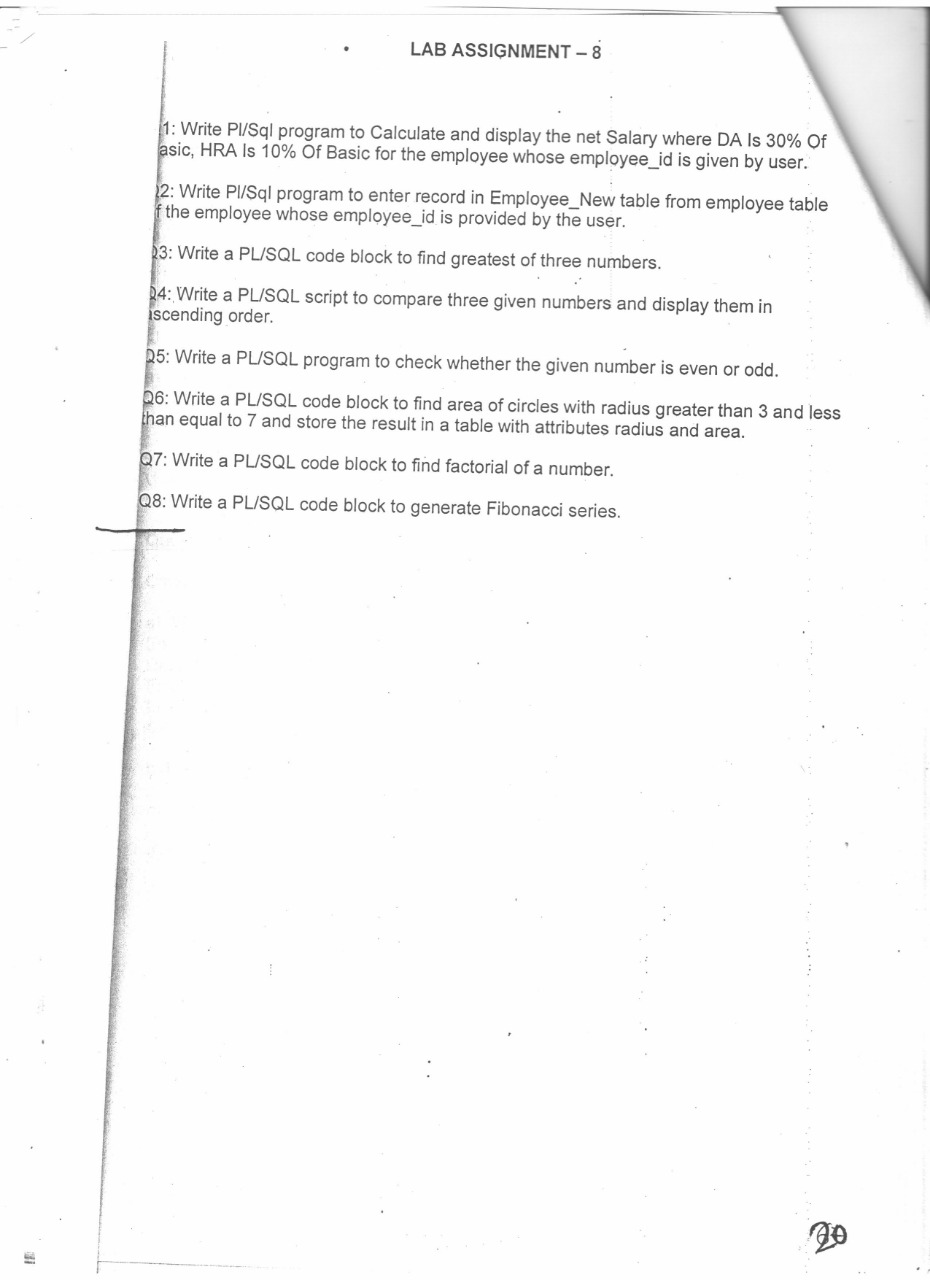 LAB ASSIGNMENT – 8
1: Write Pl/Sql program to Calculate and display the net Salary where DA Is 30% Of
asic, HRA Is 10% Of Basic for the employee whose employee_id is given by user.
2: Write Pl/Sql program to enter record in Employee_New table from employee table
f the employee whose employee_id is provided by the user.
3: Write a PL/SQL code block to find greatest of three numbers.
4: Write a PL/SQL script to compare three given numbers and display them in
scending order.
Q5: Write a PL/SQL program to check whether the given number is even or odd.
Q6: Write a PL/SQL code block to find area of circles with radius greater than 3 and less
than equal to 7 and store the result in a table with attributes radius and area.
Q7: Write a PL/SQL code block to find factorial of a number.
Q8: Write a PL/SQL code block to generate Fibonacci series.
20